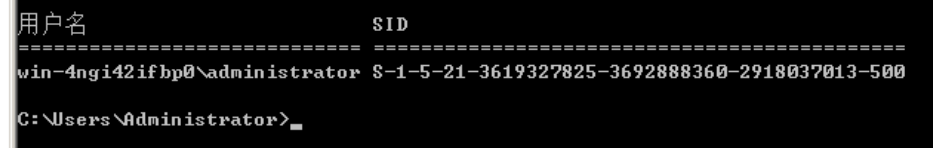 用户名 SID
============================= =============================================
win-4ngi42ifbp0\administrator S-1-5-21-3619327825-3692888360-2918037013-500
C:\Users\Administrator>_